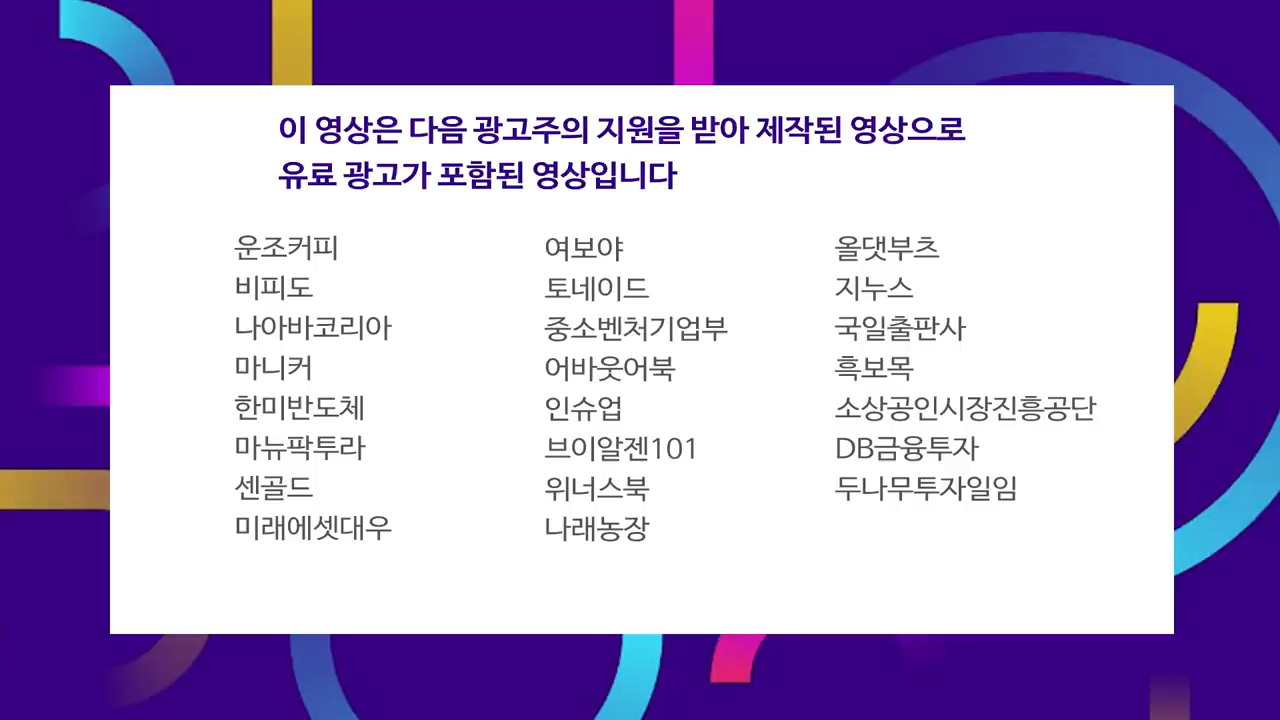 이 영상은 다음 광고주의 지원을 받아 제작된 영상으로
유료 광고가 포함된 영상입니다
운조커피
비피도
나아바코리아
마니커
한미반도체
마뉴팍투라
센골드
미래에셋대우
여보야
토네이드
중소벤처기업부
어바웃어북
인슈업
브이알젠101
위너스북
나래농장
올댓부츠
지누스
국일출판사
흑보목
소상공인시장진흥공단
DB금융투자
두나무투자일임